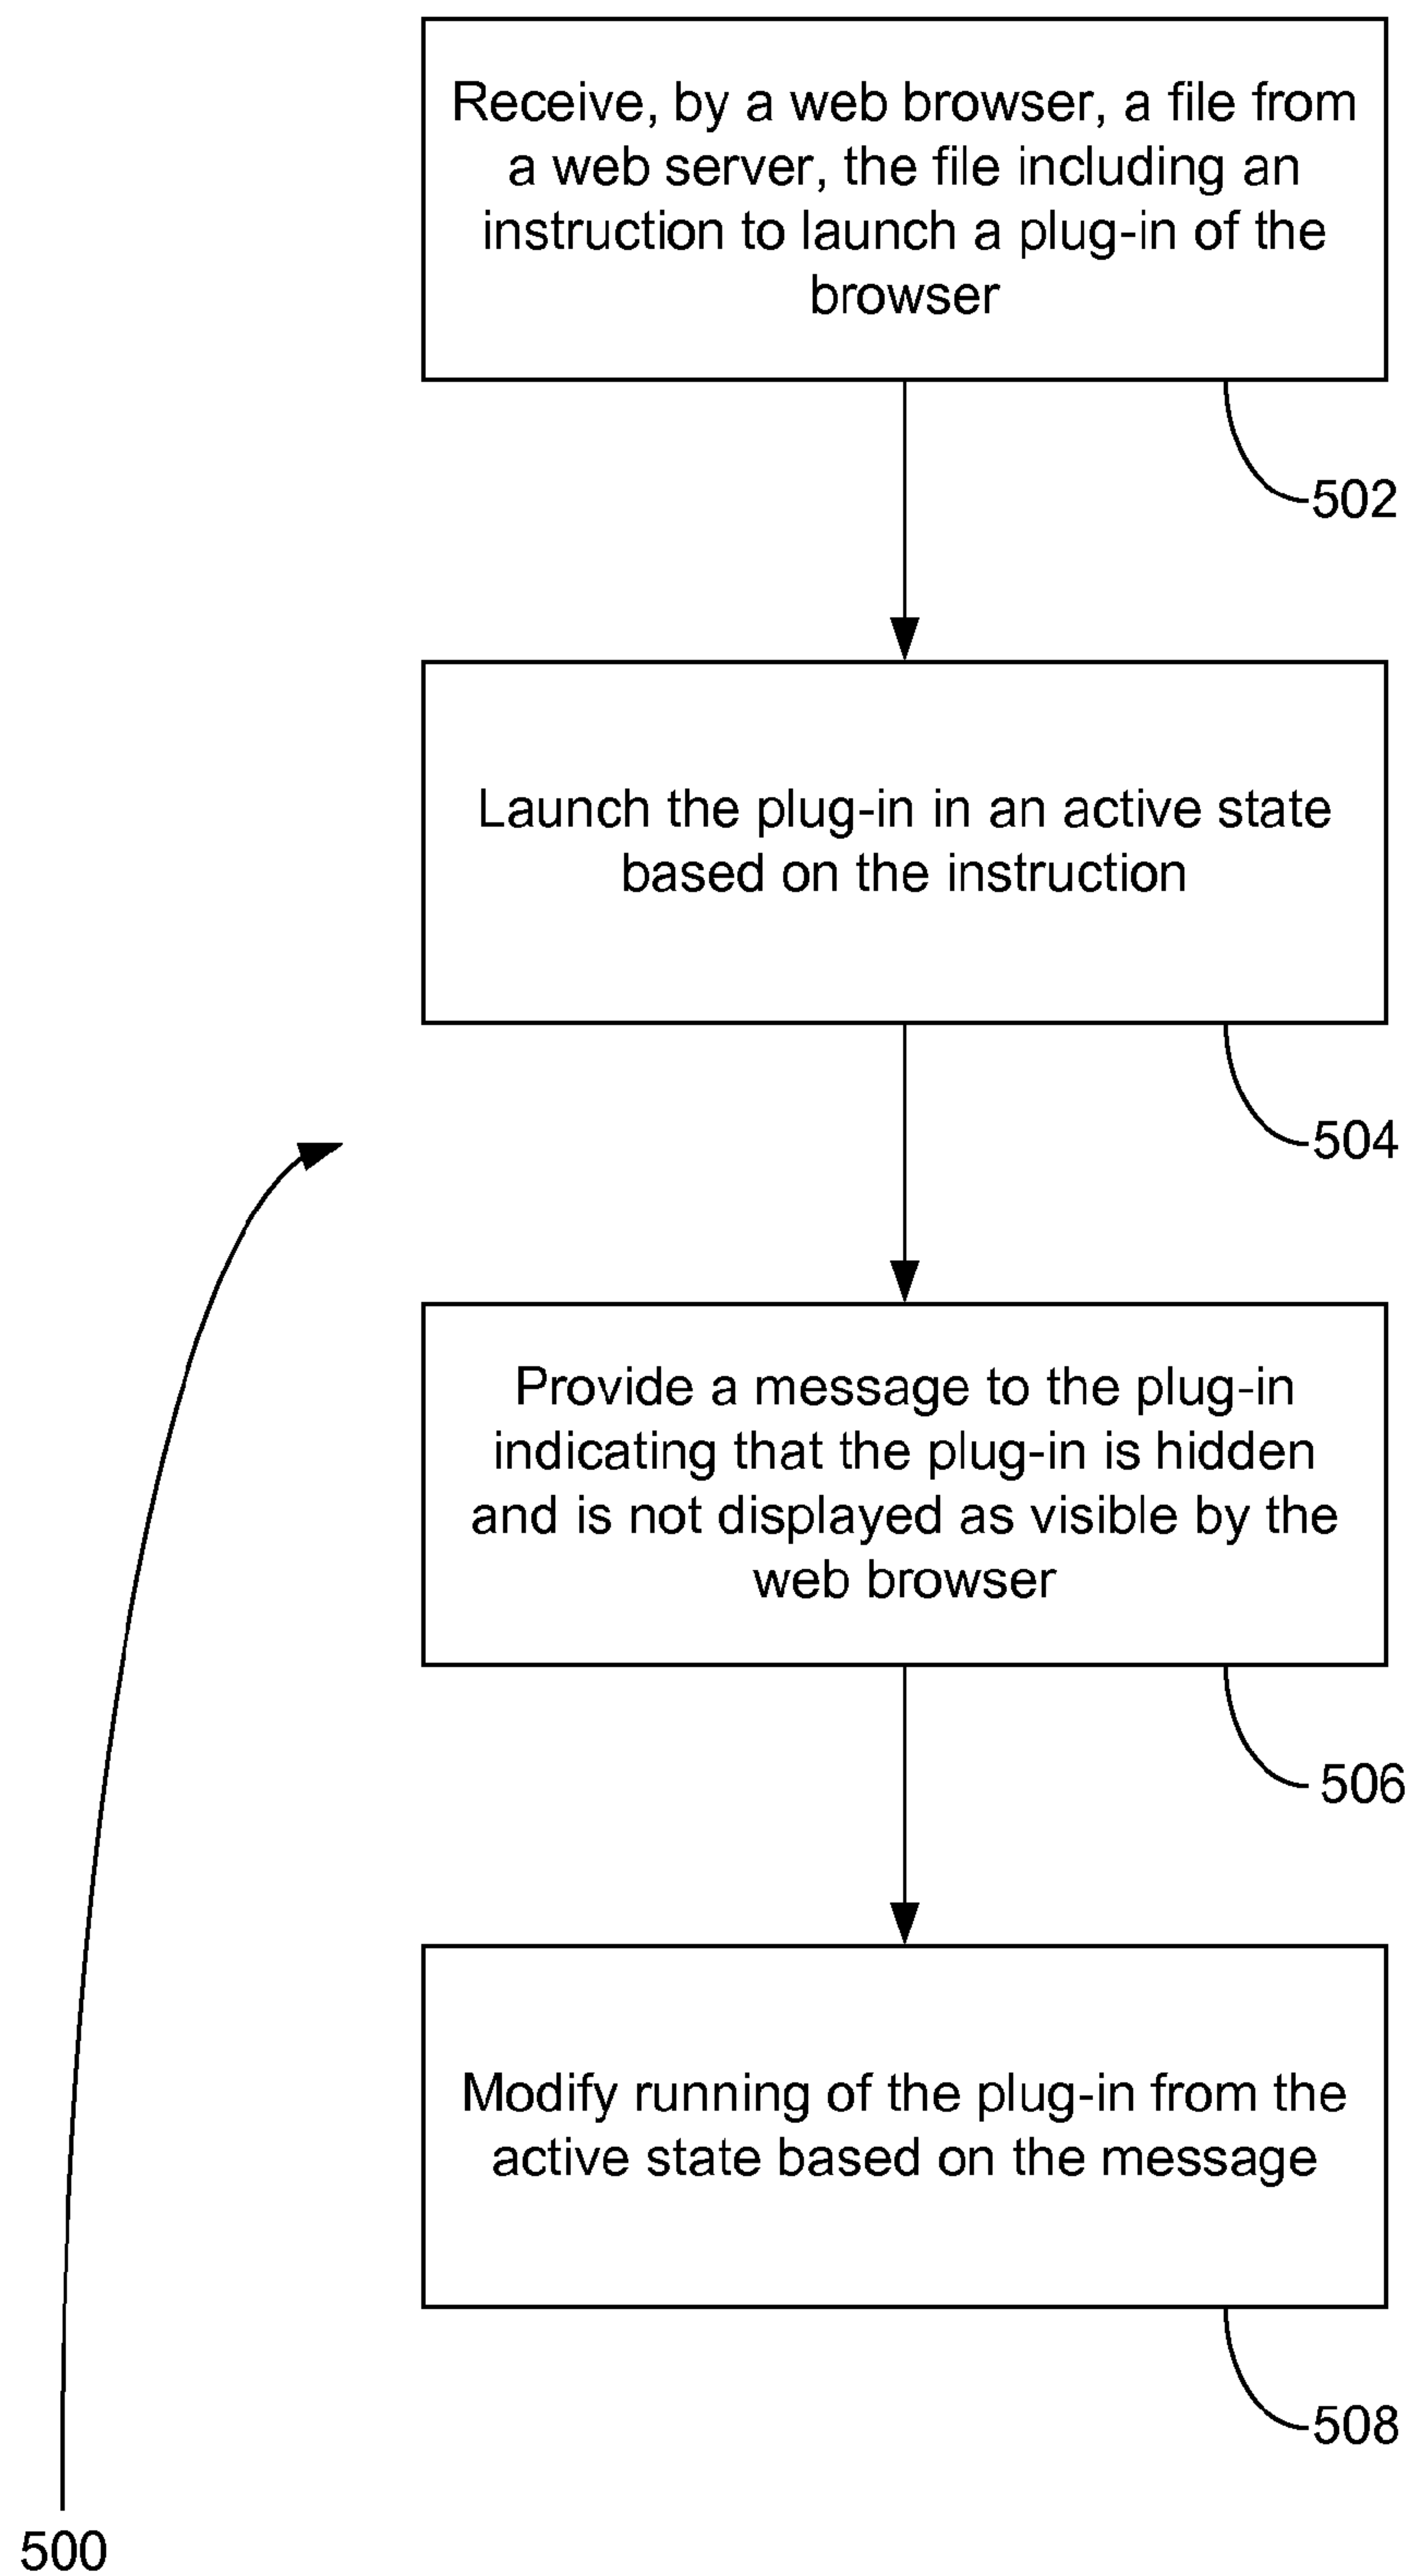 Receive, by a web browser, a file from
a web server, the file including an
instruction to launch a plug-in of the
browser
502
Launch the plug-in in an active state
based on the instruction
504
Provide a message to the plug-in
indicating that the plug-in is hidden
and is not displayed as visible by the
web browser
506
Modify running of the plug-in from the
active state based on the message
508
500